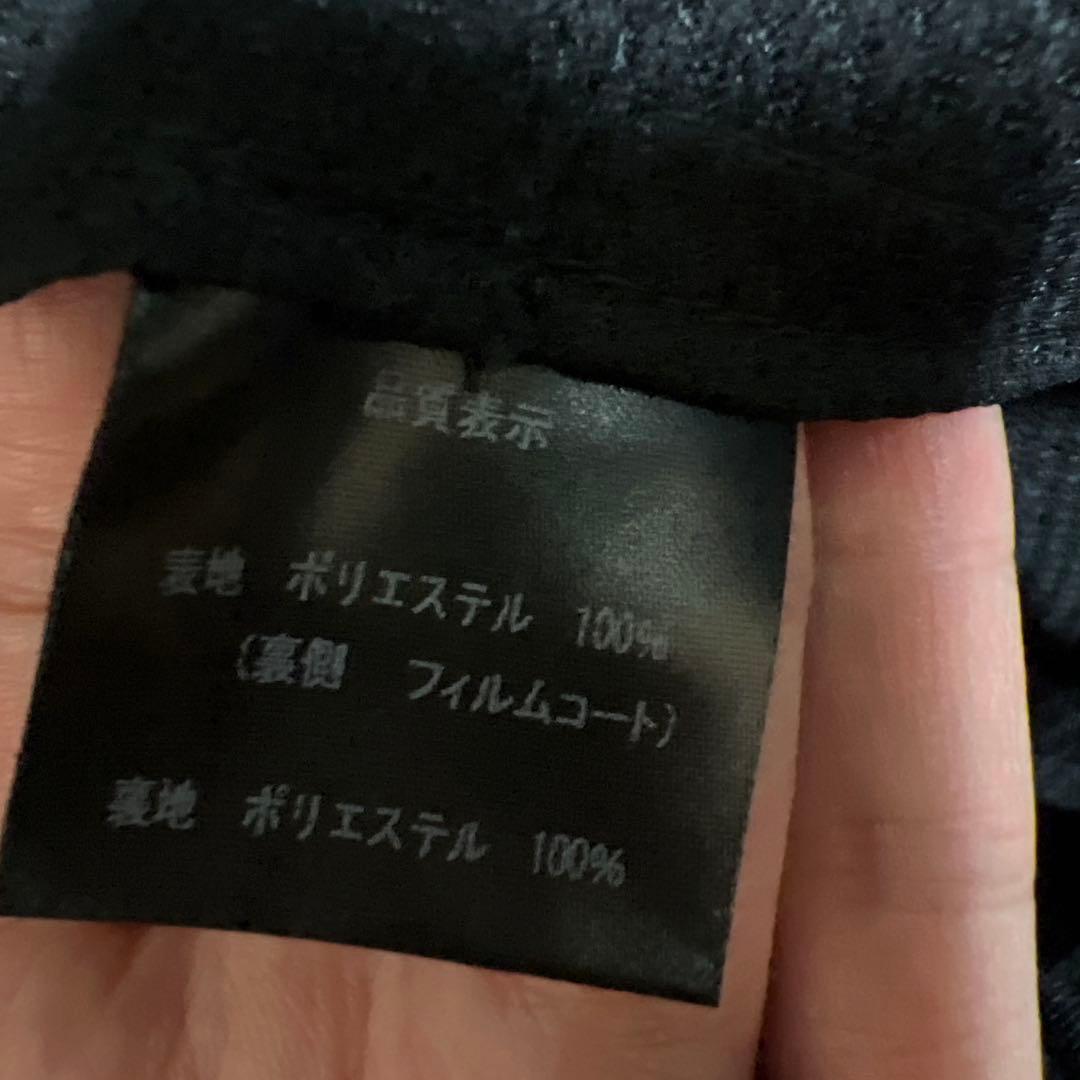 品質表示
表地 ポリエステル 100%
(裏側 フィルムコート)
裏地 ポリエステル 100%